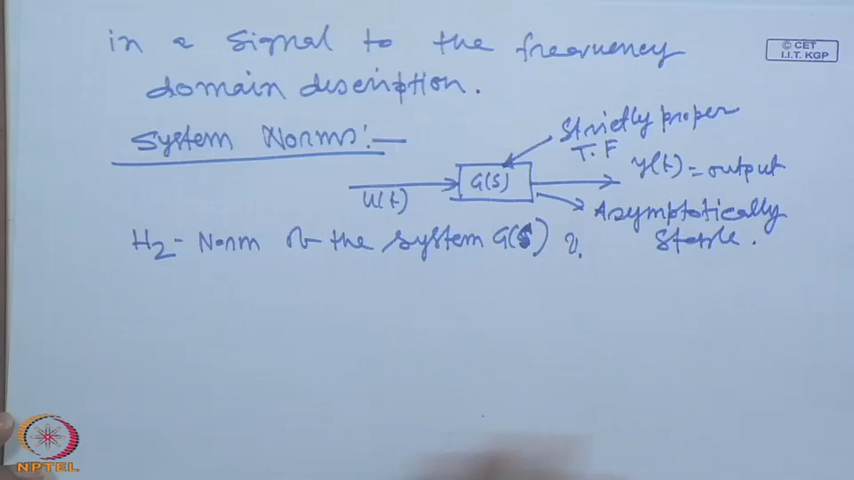 in a signal to the frequency
© CET
I.I.T. KGP
domain description.
System Norms:-
Strictly proper
T.F
u(t)
G(s)
y(t) = output
Asymptotically
stable.
H2 - Norm of the system G(s)
NPTEL